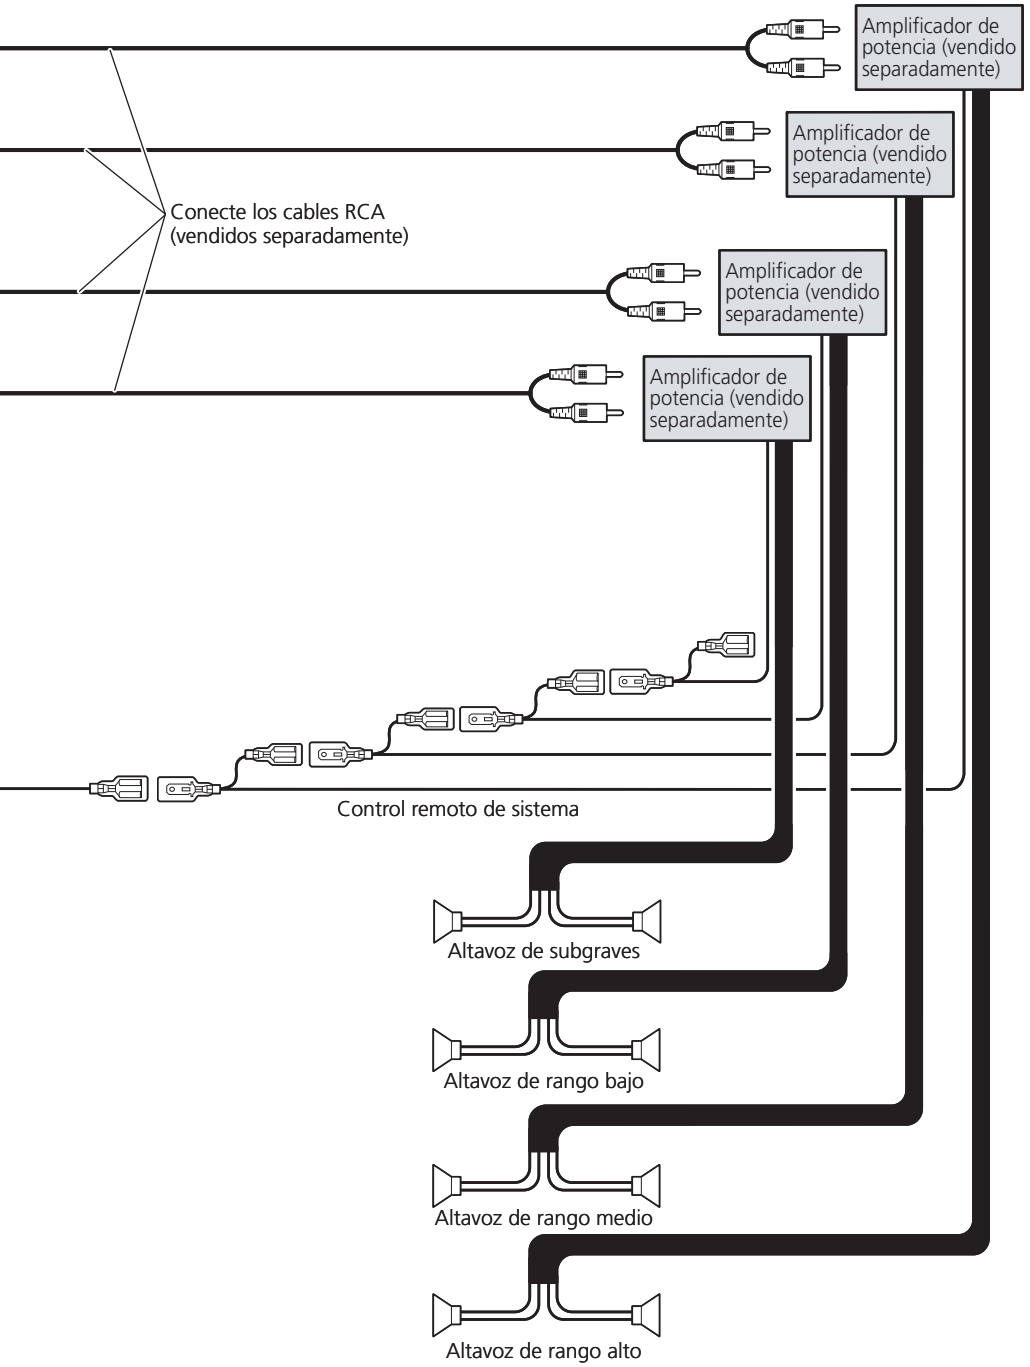 Amplificador de
potencia (vendido
separadamente)
Amplificador de
potencia (vendido
separadamente)
Conecte los cables RCA
(vendidos separadamente)
Amplificador de
potencia (vendido
separadamente)
Amplificador de
potencia (vendido
separadamente)
Control remoto de sistema
Altavoz de subgraves
Altavoz de rango bajo
Altavoz de rango medio
Altavoz de rango alto